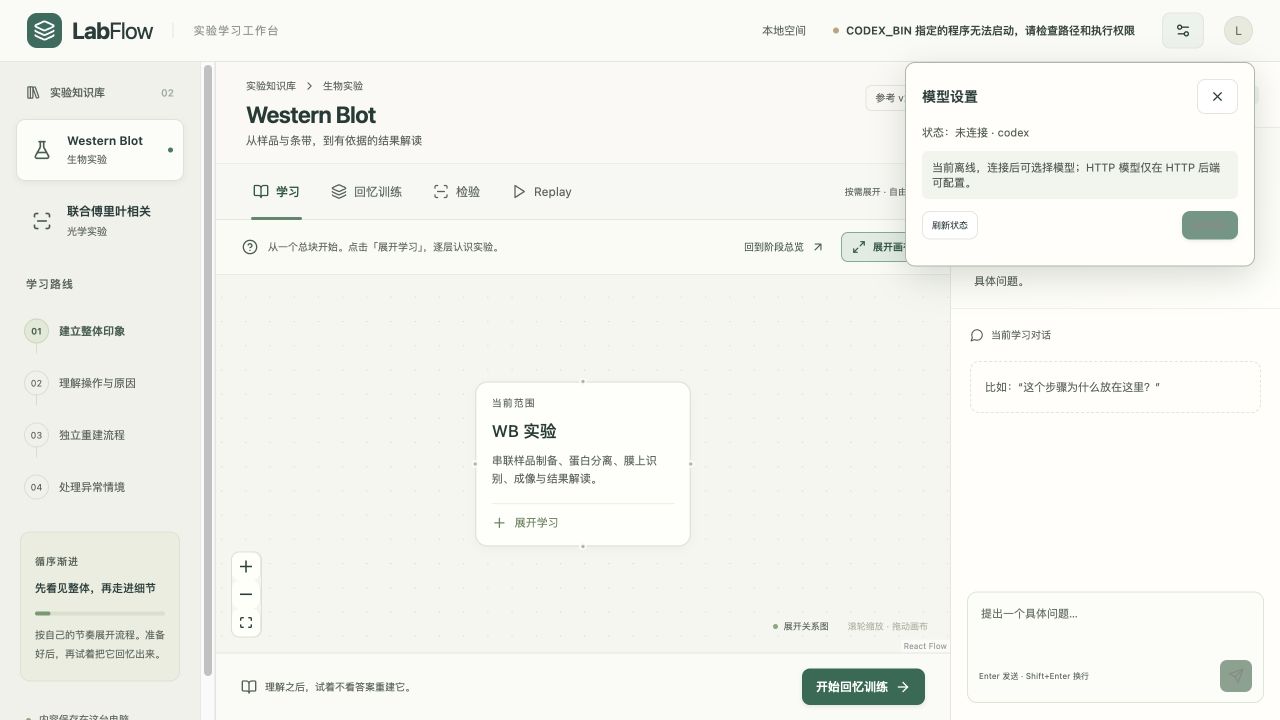 LabFlow
实验学习工作台
本地空间
CODEX_BIN 指定的程序无法启动，请检查路径和执行权限
L
实验知识库
02
Western Blot
生物实验
联合傅里叶相关
光学实验
学习路线
01
建立整体印象
02
理解操作与原因
03
独立重建流程
04
处理异常情境
循序渐进
先看见整体，再走进细节
按自己的节奏展开流程。准备
好后，再试着把它回忆出来。
内容保存在这台电脑
实验知识库
生物实验
Western Blot
从样品与条带，到有依据的结果解读
参考 v
学习
回忆训练
检验
Replay
按需展开 · 自由
从一个总块开始。点击「展开学习」，逐层认识实验。
回到阶段总览
展开画
当前范围
WB 实验
串联样品制备、蛋白分离、膜上识
别、成像与结果解读。
展开学习
展开关系图
滚轮缩放 · 拖动画布
React Flow
理解之后，试着不看答案重建它。
开始回忆训练
模型设置
状态：未连接 · codex
当前离线，连接后可选择模型；HTTP 模型仅在 HTTP 后端
可配置。
刷新状态
具体问题。
当前学习对话
比如：“这个步骤为什么放在这里？”
提出一个具体问题...
Enter 发送 · Shift+Enter 换行